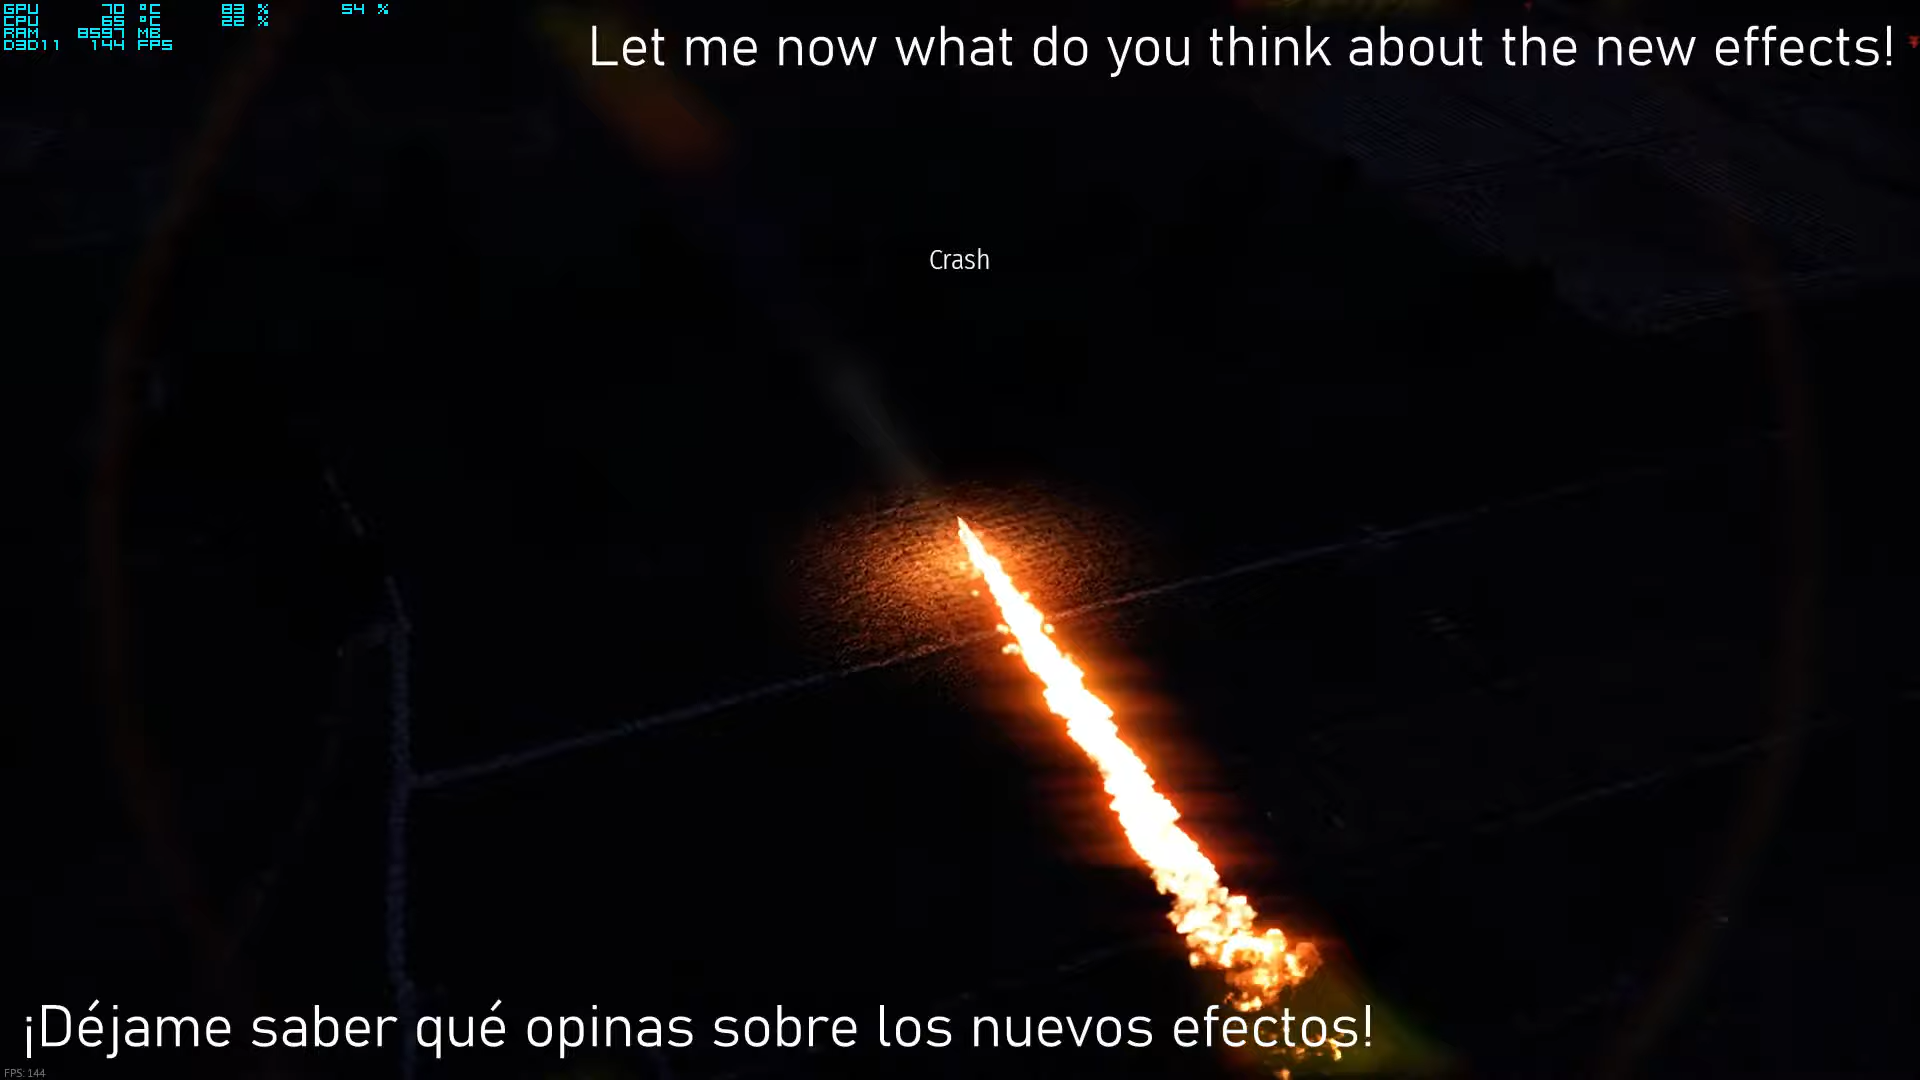 GPU 70 °C 83 % 54 %
CPU 65 °C 22 %
RAM 8597 MB
D3D11 144 FPS
Let me now what do you think about the new effects!
Crash
¡Déjame saber qué opinas sobre los nuevos efectos!
FPS: 144